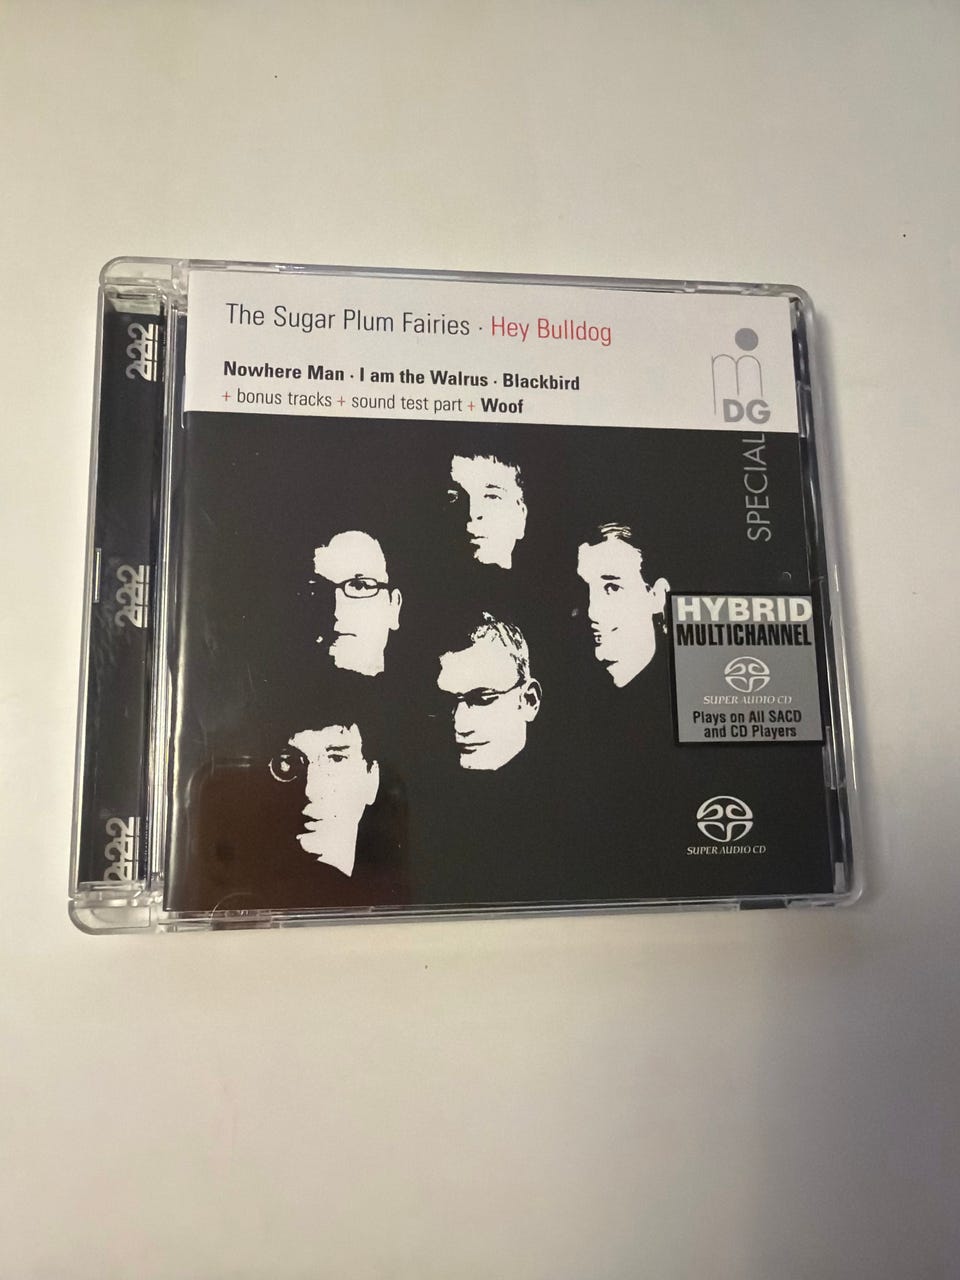 The Sugar Plum Fairies · Hey Bulldog
Nowhere Man · I am the Walrus · Blackbird
+ bonus tracks + sound test part + Woof
m
DG
SPECIAL
HYBRID
MULTICHANNEL
SUPER AUDIO CD
Plays on All SACD
and CD Players
SUPER AUDIO CD
2+2+2
2+2+2
2+2+2